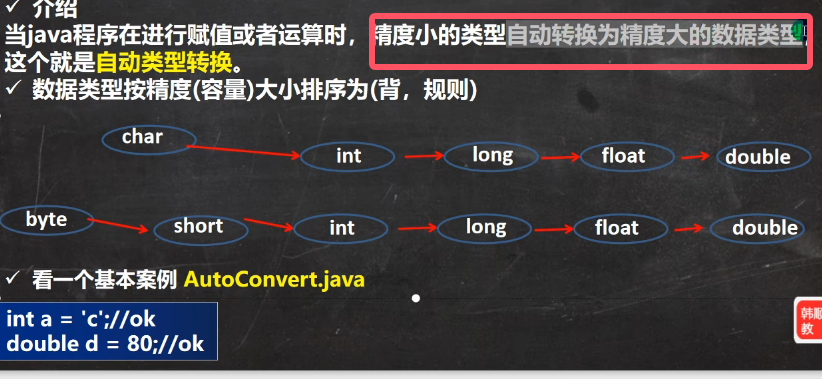 ✓ 介绍
当java程序在进行赋值或者运算时，精度小的类型自动转换为精度大的数据类型,
这个就是自动类型转换。
✓ 数据类型按精度(容量)大小排序为(背，规则)
char int long float double
byte short int long float double
✓ 看一个基本案例 AutoConvert.java
int a = 'c';//ok
double d = 80;//ok
韩顺
教